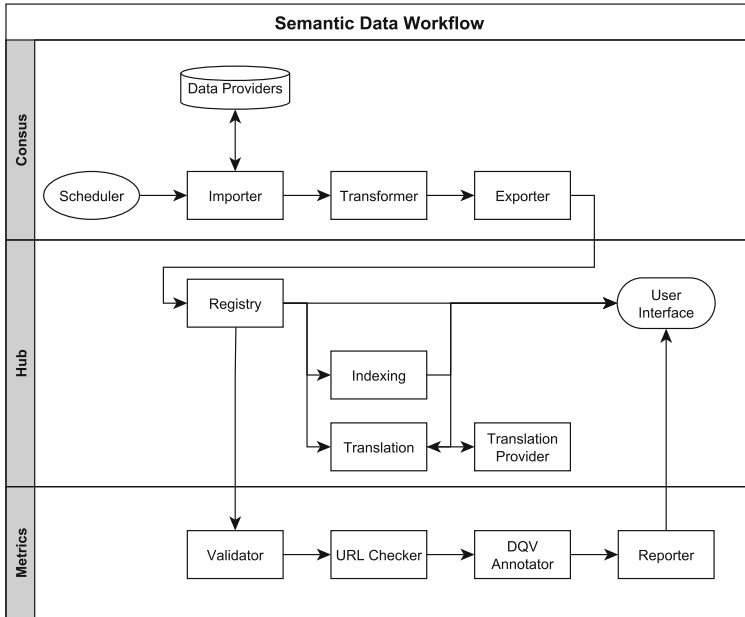 Semantic Data Workflow
Consus
Data Providers
Scheduler
Importer
Transformer
Exporter
Hub
Registry
User
Interface
Indexing
Translation
Translation
Provider
Metrics
Validator
URL Checker
DQV
Annotator
Reporter